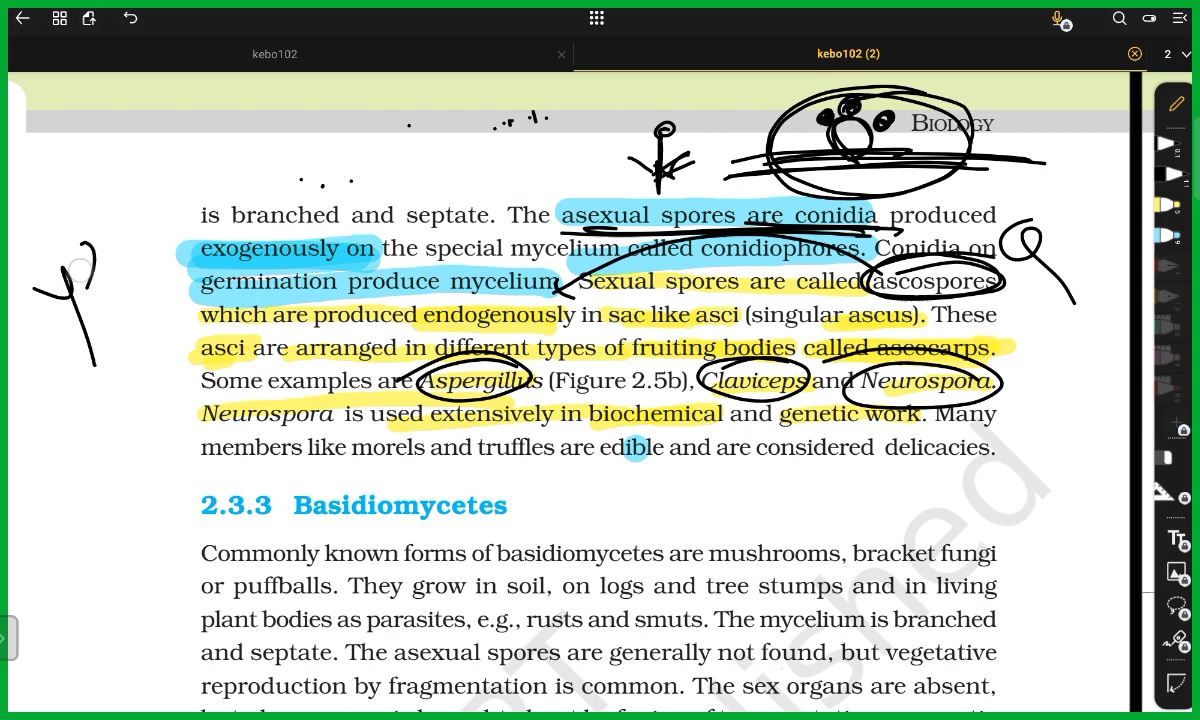 kebo102
kebo102 (2)
2
BIOLOGY
is branched and septate. The asexual spores are conidia produced
exogenously on the special mycelium called conidiophores. Conidia on
germination produce mycelium. Sexual spores are called ascospores
which are produced endogenously in sac like asci (singular ascus). These
asci are arranged in different types of fruiting bodies called ascocarps.
Some examples are Aspergillus (Figure 2.5b), Claviceps and Neurospora.
Neurospora is used extensively in biochemical and genetic work. Many
members like morels and truffles are edible and are considered delicacies.
2.3.3 Basidiomycetes
Commonly known forms of basidiomycetes are mushrooms, bracket fungi
or puffballs. They grow in soil, on logs and tree stumps and in living
plant bodies as parasites, e.g., rusts and smuts. The mycelium is branched
and septate. The asexual spores are generally not found, but vegetative
reproduction by fragmentation is common. The sex organs are absent,